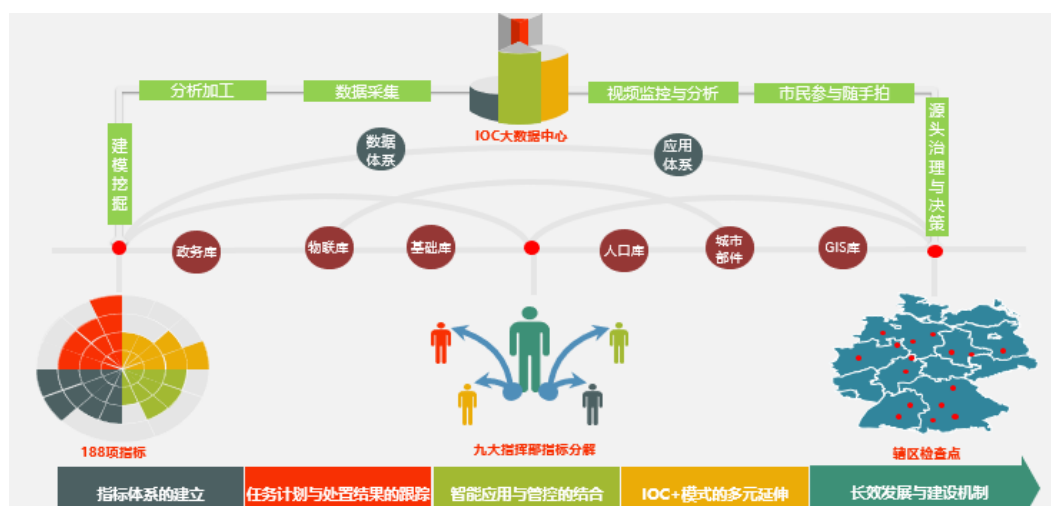 分析加工
数据采集
视频监控与分析
市民参与随手拍
IOC大数据中心
建模挖掘
源头治理与决策
数据
体系
应用
体系
政务库
物联库
基础库
人口库
城市
部件
GIS库
188项指标
九大指挥部指标分解
辖区检查点
指标体系的建立
任务计划与处置结果的跟踪
智能应用与管控的结合
IOC+模式的多元延伸
长效发展与建设机制